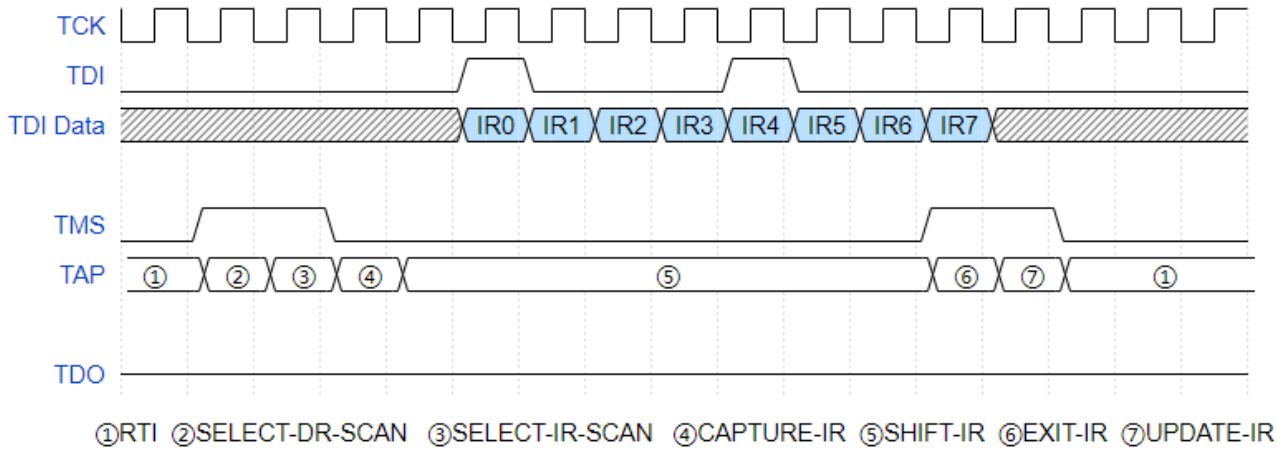 TCK
TDI
TDI Data IR0 IR1 IR2 IR3 IR4 IR5 IR6 IR7
TMS
TAP ① ② ③ ④ ⑤ ⑥ ⑦ ①
TDO
①RTI ②SELECT-DR-SCAN ③SELECT-IR-SCAN ④CAPTURE-IR ⑤SHIFT-IR ⑥EXIT-IR ⑦UPDATE-IR